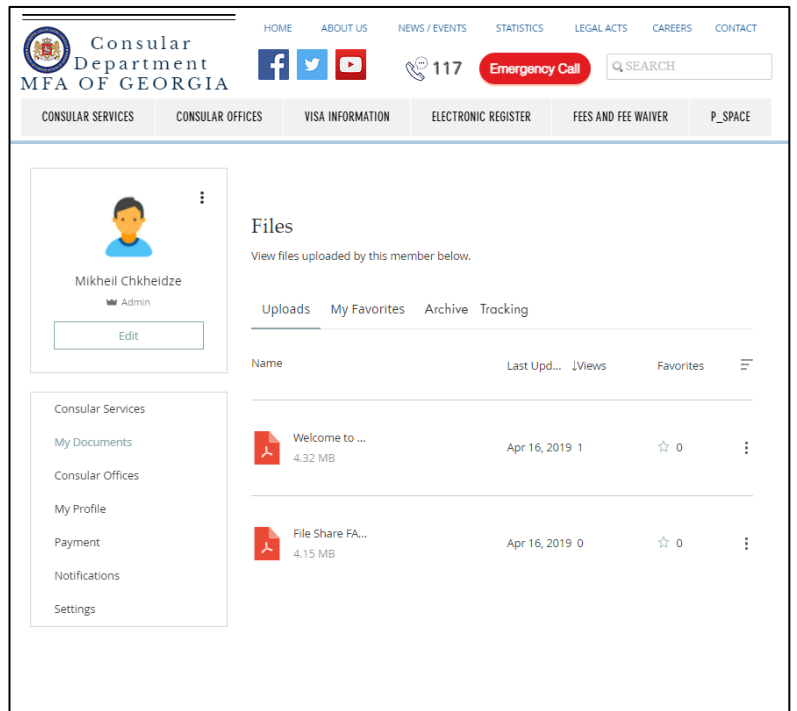 Consular
Department
MFA OF GEORGIA
HOME ABOUT US NEWS / EVENTS STATISTICS LEGAL ACTS CAREERS CONTACT
117
Emergency Call
SEARCH
CONSULAR SERVICES CONSULAR OFFICES VISA INFORMATION ELECTRONIC REGISTER FEES AND FEE WAIVER P_SPACE
Mikheil Chkheidze
Admin
Edit
Consular Services
My Documents
Consular Offices
My Profile
Payment
Notifications
Settings
Files
View files uploaded by this member below.
Uploads My Favorites Archive Tracking
Name Last Upd... ↓Views Favorites
Welcome to ...
4.32 MB
Apr 16, 2019 1 0
File Share FA...
4.15 MB
Apr 16, 2019 0 0